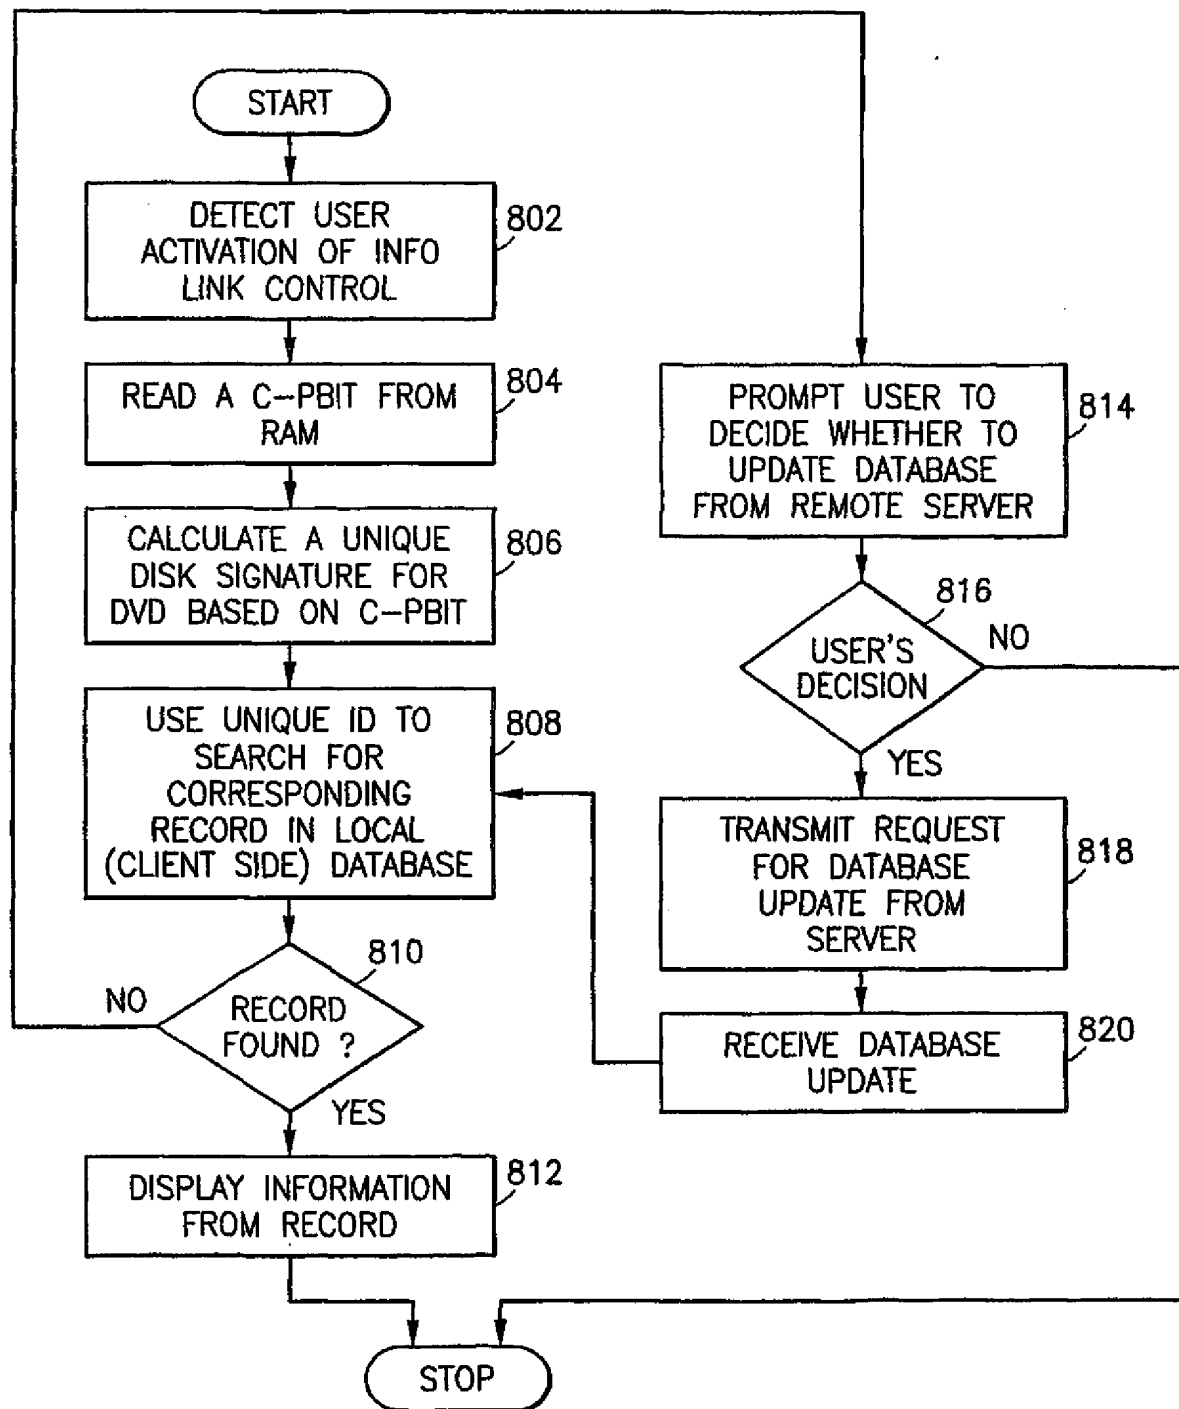 START
DETECT USER
ACTIVATION OF INFO
LINK CONTROL
802
READ A C-PBIT FROM
RAM
804
CALCULATE A UNIQUE
DISK SIGNATURE FOR
DVD BASED ON C-PBIT
806
USE UNIQUE ID TO
SEARCH FOR
CORRESPONDING
RECORD IN LOCAL
(CLIENT SIDE) DATABASE
808
RECORD
FOUND ?
810
NO
YES
DISPLAY INFORMATION
FROM RECORD
812
PROMPT USER TO
DECIDE WHETHER TO
UPDATE DATABASE
FROM REMOTE SERVER
814
USER'S
DECISION
816
NO
YES
TRANSMIT REQUEST
FOR DATABASE
UPDATE FROM
SERVER
818
RECEIVE DATABASE
UPDATE
820
STOP